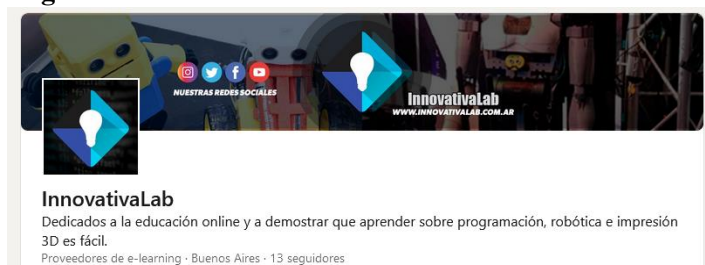 NUESTRAS REDES SOCIALES
InnovativaLab
WWW.INNOVATIVALAB.COM.AR
InnovativaLab
Dedicados a la educación online y a demostrar que aprender sobre programación, robótica e impresión
3D es fácil.
Proveedores de e-learning · Buenos Aires · 13 seguidores